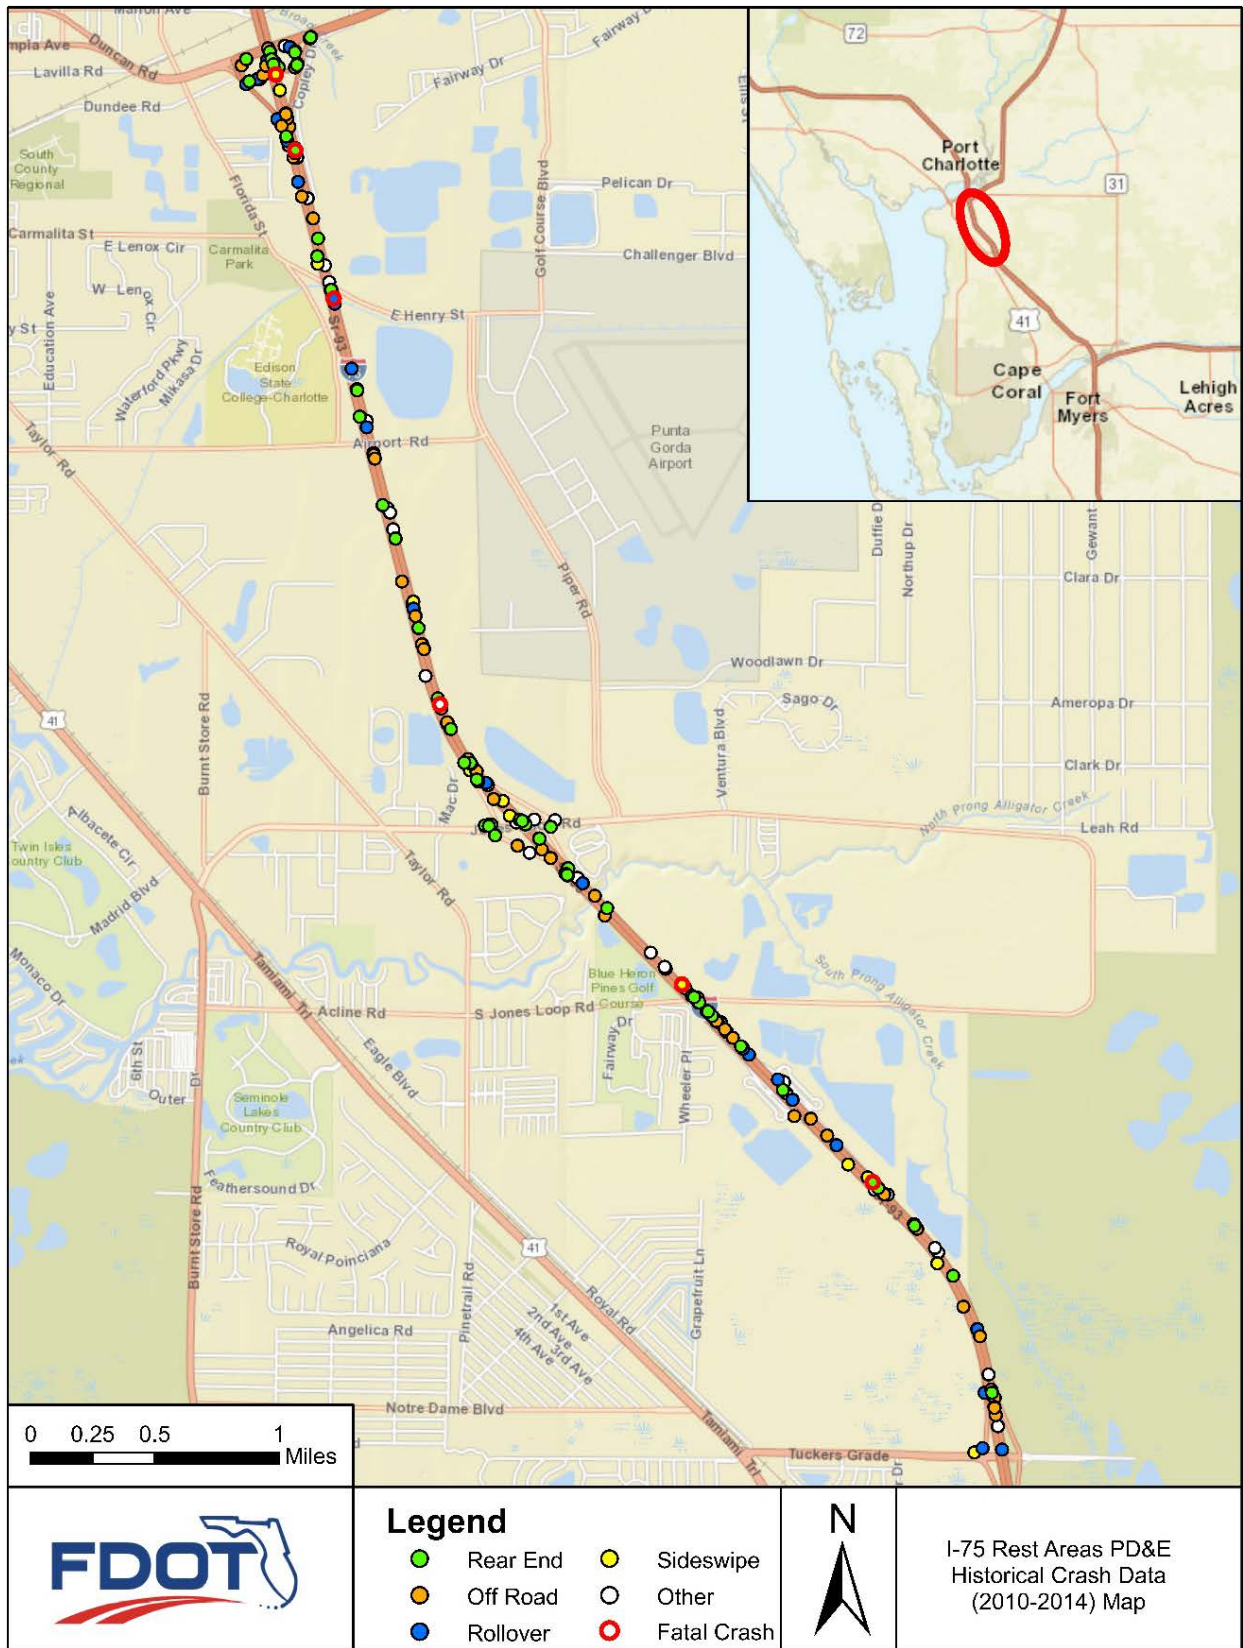 Marion Ave
mpla Ave
Duncan Rd
Lavilla Rd
Dundee Rd
Broad Creek
Copley Dr
Fairway Dr
Fairway D
South
County
Regional
Florida St
Golf Course Blvd
Pelican Dr
Carmalita St
E Lenox Cir
Carmalita
Park
Challenger Blvd
W Lenox Cir
y St
Education Ave
Waterford Pkwy
Mikasa Dr
E Henry St
Sr-93
Edison
State
College-Charlotte
Taylor Rd
Airport Rd
Punta
Gorda
Airport
72
Port
Charlotte
31
41
Cape
Coral
Fort
Myers
Lehigh
Acres
Duffie D
Northup Dr
Gewant
Clara Dr
Piper Rd
Woodlawn Dr
Sago Dr
Ameropa Dr
41
Burnt Store Rd
Ventura Blvd
Clark Dr
Mac Dr
North Prong Alligator Creek
Leah Rd
Rd
Albacete Cir
Twin Isles
ountry Club
Madrid Blvd
Taylor Rd
Monaco Dr
Tamiami Trl
Blue Heron
Pines Golf
Course
South Prong Alligator Creek
Acline Rd
S Jones Loop Rd
Dr
Fairway
Wheeler Pl
Eagle Blvd
eek
6th St
Outer
Dr
Seminole
Lakes
Country Club
Feathersound Dr
r-93
Burnt Store Rd
Royal Poinciana
41
Grapefruit Ln
Pinetrail Rd
Royal Rd
1st Ave
2nd Ave
3rd Ave
4th Ave
Angelica Rd
Notre Dame Blvd
Tamiami Trl
Tuckers Grade
0 0.25 0.5 1
Miles
FDOT
Legend
Rear End
Sideswipe
Off Road
Other
Rollover
Fatal Crash
N
I-75 Rest Areas PD&E
Historical Crash Data
(2010-2014) Map